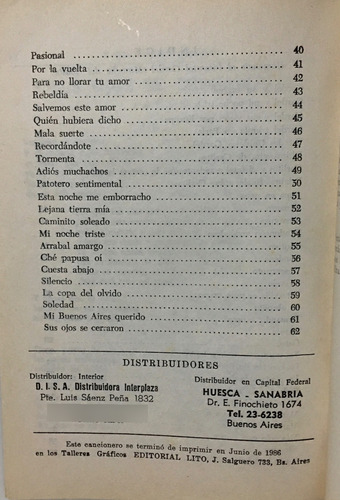 Pasional 40
Por la vuelta 41
Para no llorar tu amor 42
Rebeldía 43
Salvemos este amor 44
Quién hubiera dicho 45
Mala suerte 46
Recordándote 47
Tormenta 48
Adiós muchachos 49
Patotero sentimental 50
Esta noche me emborracho 51
Lejana tierra mía 52
Caminito soleado 53
Mi noche triste 54
Arrabal amargo 55
Ché papusa oí 56
Cuesta abajo 57
Silencio 58
La copa del olvido 59
Soledad 60
Mi Buenos Aires querido 61
Sus ojos se cerraron 62
DISTRIBUIDORES
Distribuidor: Interior
D. I. S. A. Distribuidora Interplaza
Pte. Luis Sáenz Peña 1832
Distribuidor en Capital Federal
HUESCA - SANABRIA
Dr. E. Finochieto 1674
Tel. 23-6238
Buenos Aires
Este cancionero se terminó de imprimir en Junio de 1986
en los Talleres Gráficos EDITORIAL LITO, J. Salguero 733, Bs. Aires